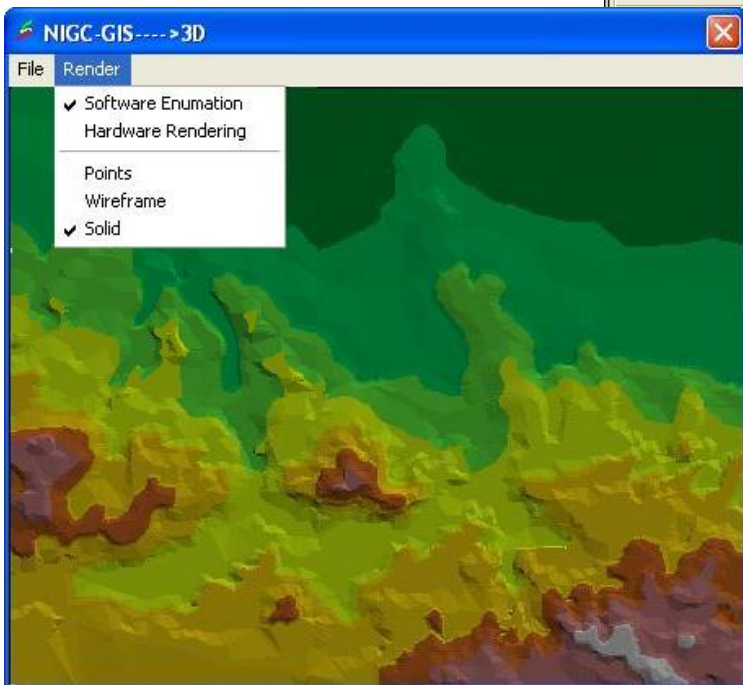 NIGC-GIS---->3D
File Render
Software Enumation
Hardware Rendering
Points
Wireframe
Solid